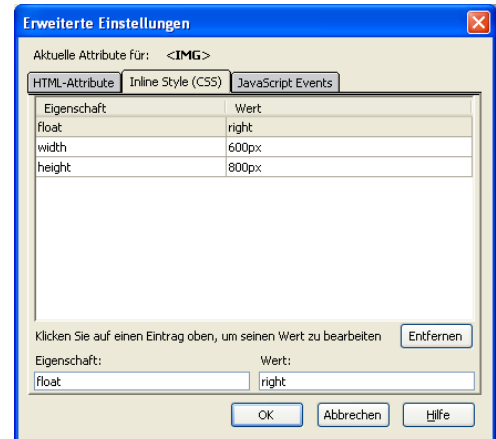 Erweiterte Einstellungen
Aktuelle Attribute für: <IMG>
HTML-Attribute Inline Style (CSS) JavaScript Events
Eigenschaft Wert
float right
width 600px
height 800px
Klicken Sie auf einen Eintrag oben, um seinen Wert zu bearbeiten Entfernen
Eigenschaft: Wert:
float right
OK Abbrechen Hilfe